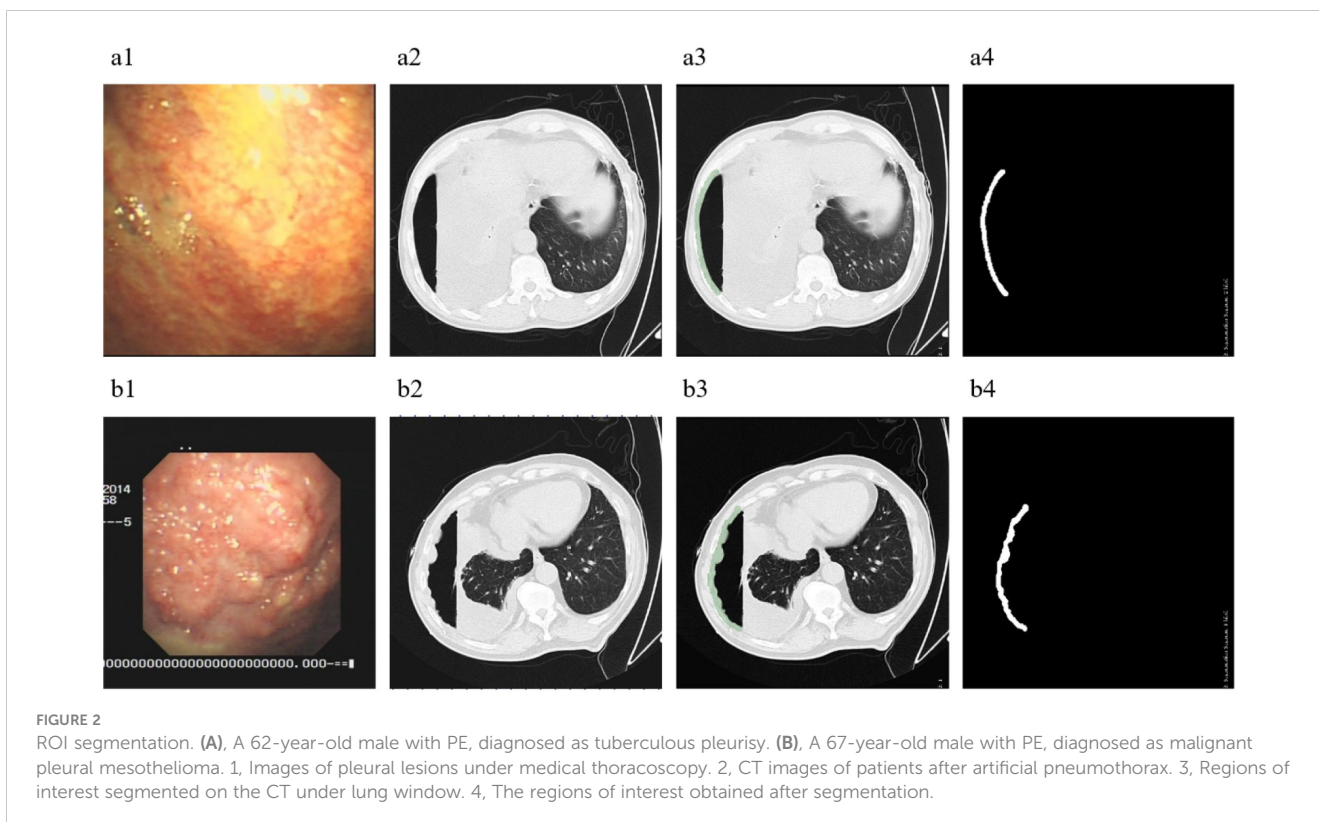 a1
a2
a3
a4
b1
b2
b3
b4
2014
58
---5
000000000000000000000000.000-==
FIGURE 2
ROI segmentation. (A), A 62-year-old male with PE, diagnosed as tuberculous pleurisy. (B), A 67-year-old male with PE, diagnosed as malignant
pleural mesothelioma. 1, Images of pleural lesions under medical thoracoscopy. 2, CT images of patients after artificial pneumothorax. 3, Regions of
interest segmented on the CT under lung window. 4, The regions of interest obtained after segmentation.